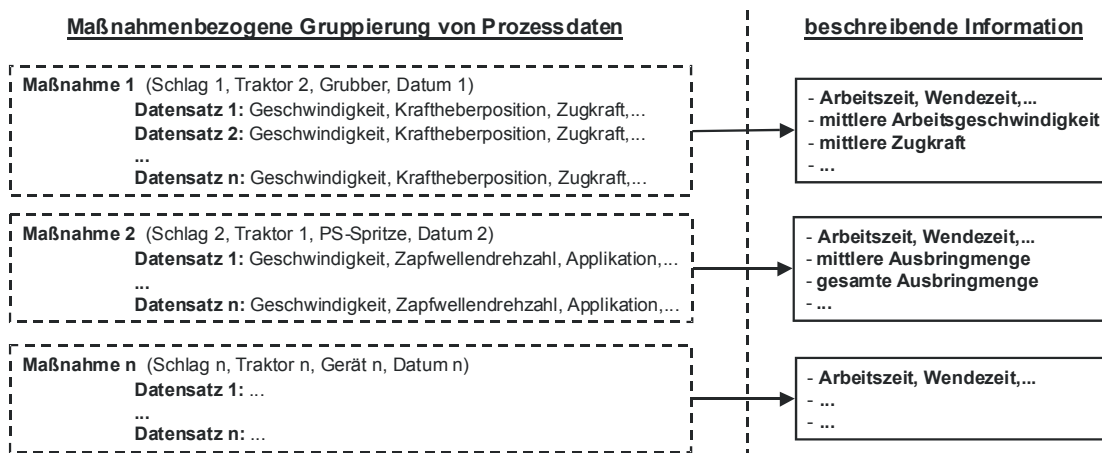 Maßnahmenbezogene Gruppierung von Prozessdaten
beschreibende Information
Maßnahme 1 (Schlag 1, Traktor 2, Grubber, Datum 1)
Datensatz 1: Geschwindigkeit, Kraftheberposition, Zugkraft,...
Datensatz 2: Geschwindigkeit, Kraftheberposition, Zugkraft,...
...
Datensatz n: Geschwindigkeit, Kraftheberposition, Zugkraft,...
- Arbeitszeit, Wendezeit,...
- mittlere Arbeitsgeschwindigkeit
- mittlere Zugkraft
- ...
Maßnahme 2 (Schlag 2, Traktor 1, PS-Spritze, Datum 2)
Datensatz 1: Geschwindigkeit, Zapfwellendrehzahl, Applikation,...
...
Datensatz n: Geschwindigkeit, Zapfwellendrehzahl, Applikation,...
- Arbeitszeit, Wendezeit,...
- mittlere Ausbringmenge
- gesamte Ausbringmenge
- ...
Maßnahme n (Schlag n, Traktor n, Gerät n, Datum n)
Datensatz 1: ...
...
Datensatz n: ...
- Arbeitszeit, Wendezeit,...
- ...
- ...